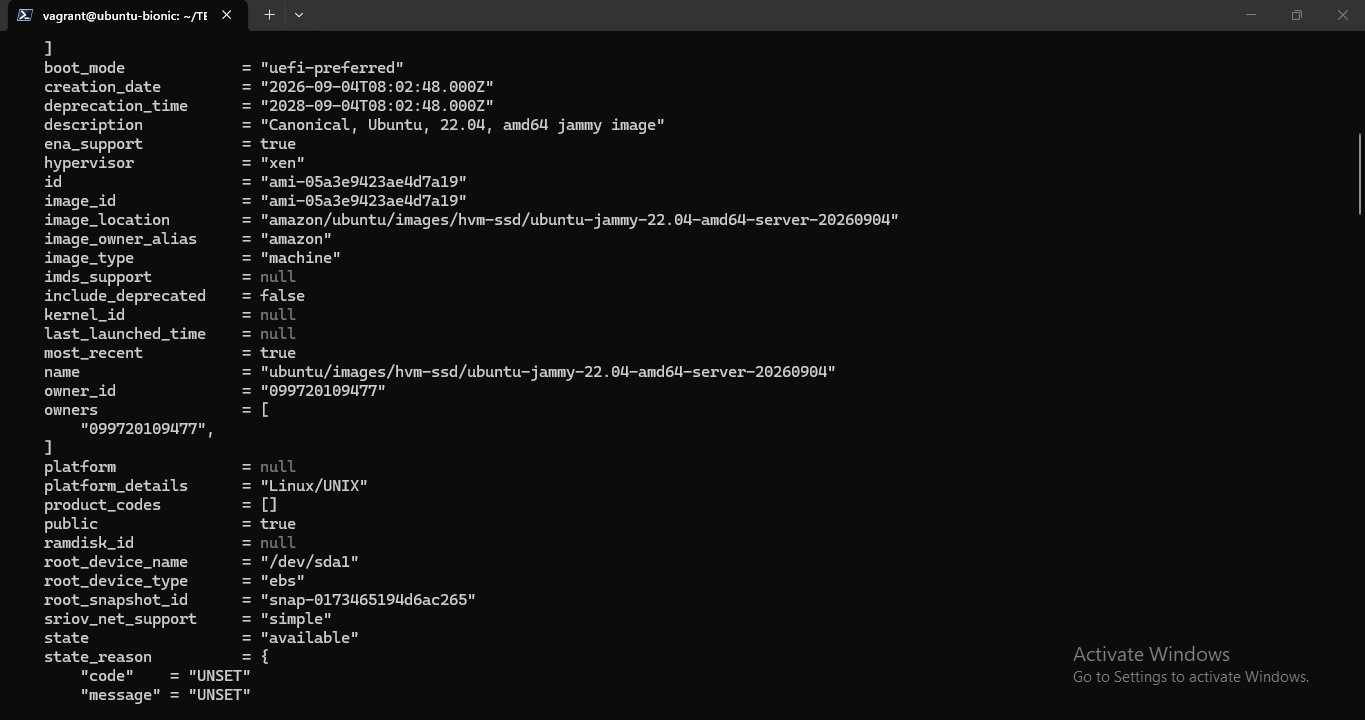 vagrant@ubuntu-bionic: ~/TE
]
boot_mode = "uefi-preferred"
creation_date = "2026-09-04T08:02:48.000Z"
deprecation_time = "2028-09-04T08:02:48.000Z"
description = "Canonical, Ubuntu, 22.04, amd64 jammy image"
ena_support = true
hypervisor = "xen"
id = "ami-05a3e9423ae4d7a19"
image_id = "ami-05a3e9423ae4d7a19"
image_location = "amazon/ubuntu/images/hvm-ssd/ubuntu-jammy-22.04-amd64-server-20260904"
image_owner_alias = "amazon"
image_type = "machine"
imds_support = null
include_deprecated = false
kernel_id = null
last_launched_time = null
most_recent = true
name = "ubuntu/images/hvm-ssd/ubuntu-jammy-22.04-amd64-server-20260904"
owner_id = "099720109477"
owners = [
"099720109477",
]
platform = null
platform_details = "Linux/UNIX"
product_codes = []
public = true
ramdisk_id = null
root_device_name = "/dev/sda1"
root_device_type = "ebs"
root_snapshot_id = "snap-0173465194d6ac265"
sriov_net_support = "simple"
state = "available"
state_reason = {
"code" = "UNSET"
"message" = "UNSET"
Activate Windows
Go to Settings to activate Windows.